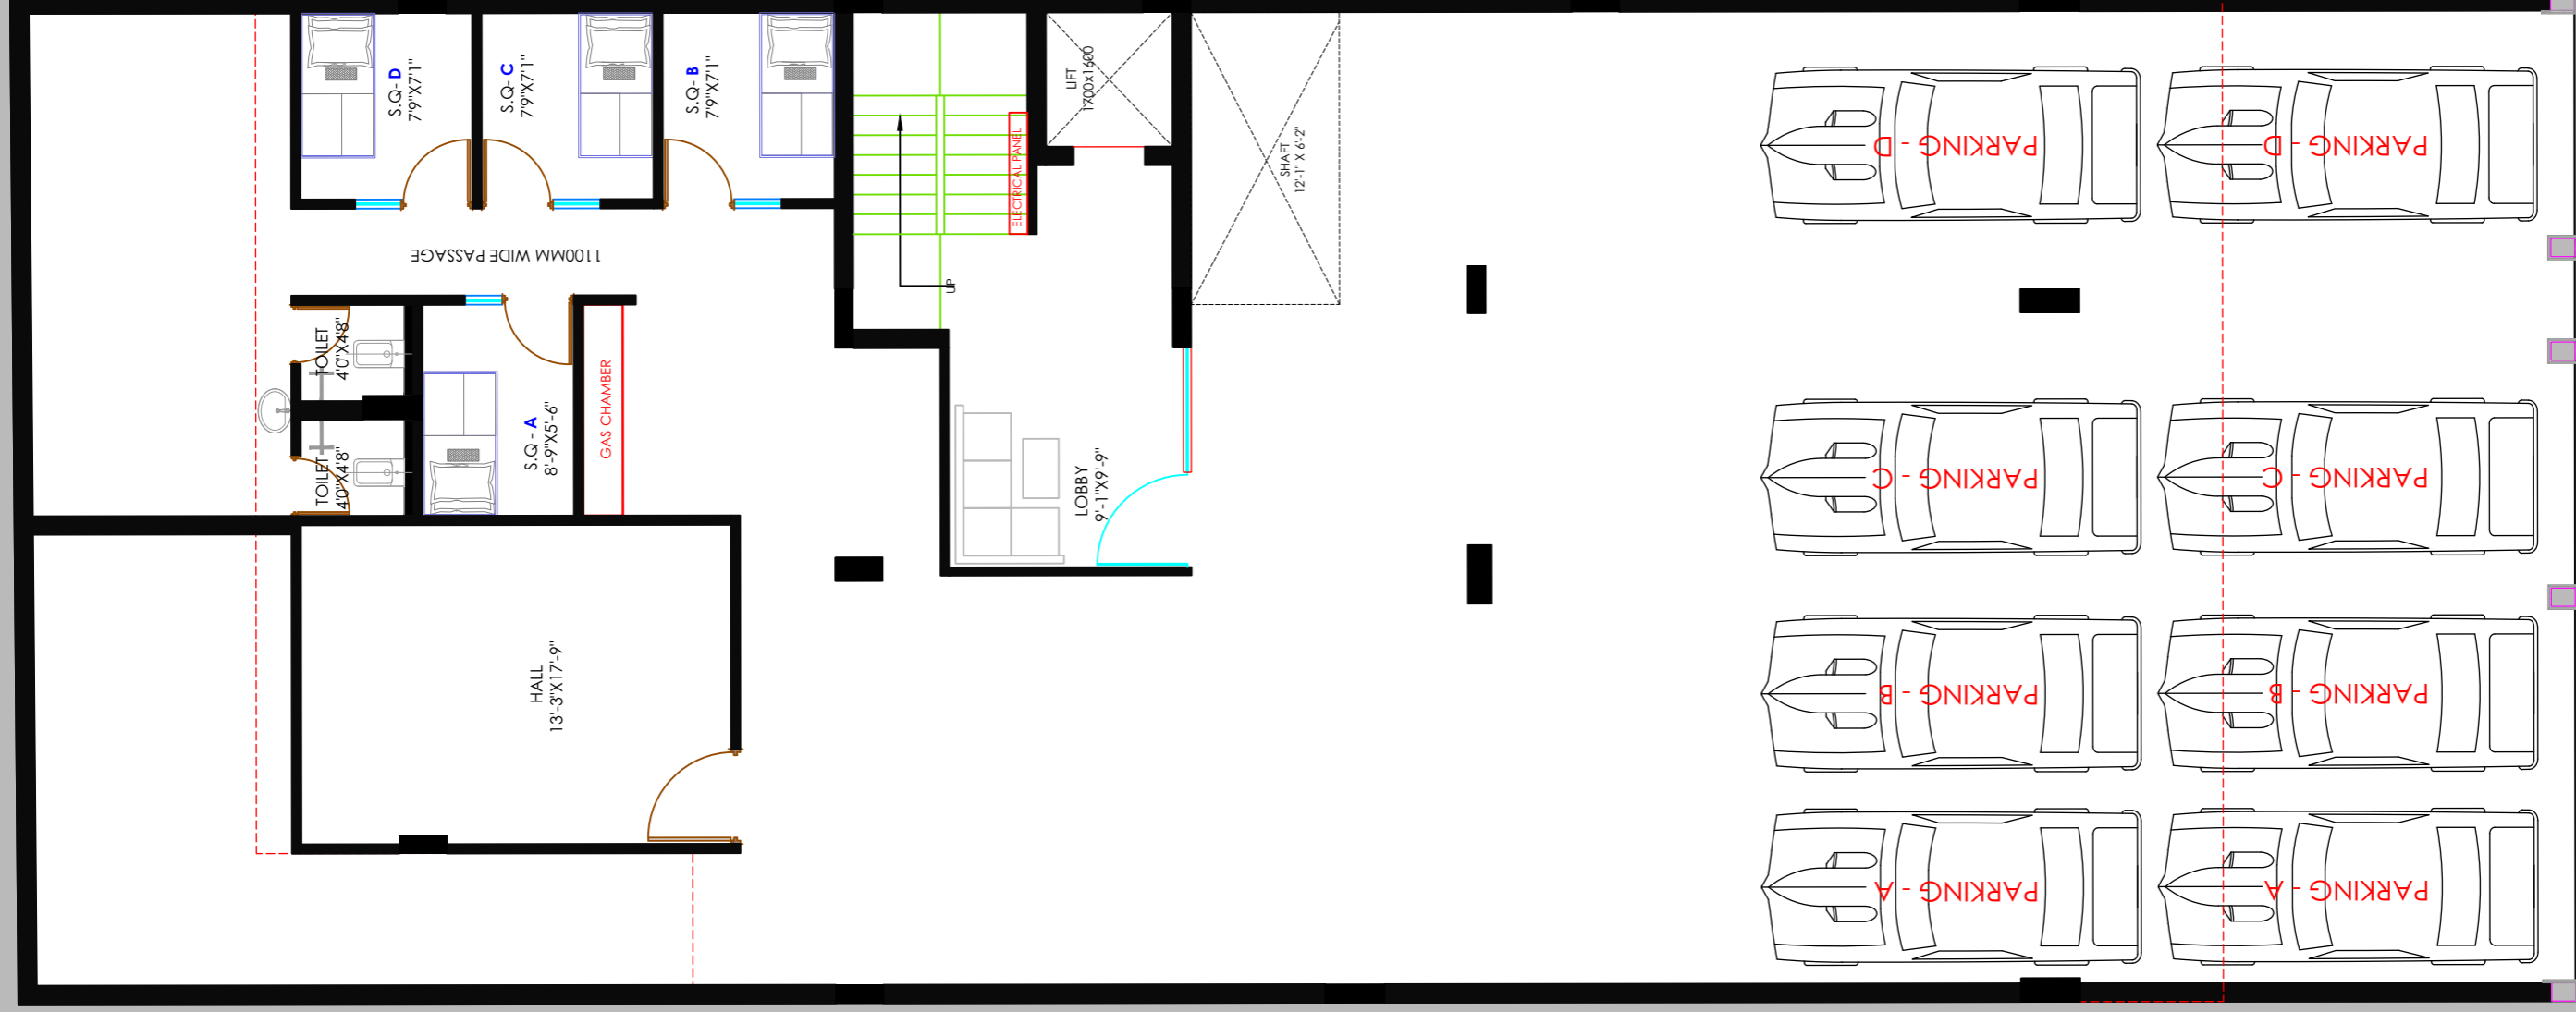 S.Q- D
7'9"X7'1"
S.Q- C
7'9"X7'1"
S.Q- B
7'9"X7'1"
LIFT
1700x1600
ELECTRICAL PANEL
SHAFT
12'-1" X 6'-2"
UP
1100MM WIDE PASSAGE
TOILET
4'0"X4'8"
TOILET
4'0"X4'8"
S.Q - A
8'-9"X5'-6"
GAS CHAMBER
LOBBY
9'-1"X9'-9"
HALL
13'-3"X17'-9"
PARKING - D
PARKING - D
PARKING - C
PARKING - C
PARKING - B
PARKING - B
PARKING - A
PARKING - A